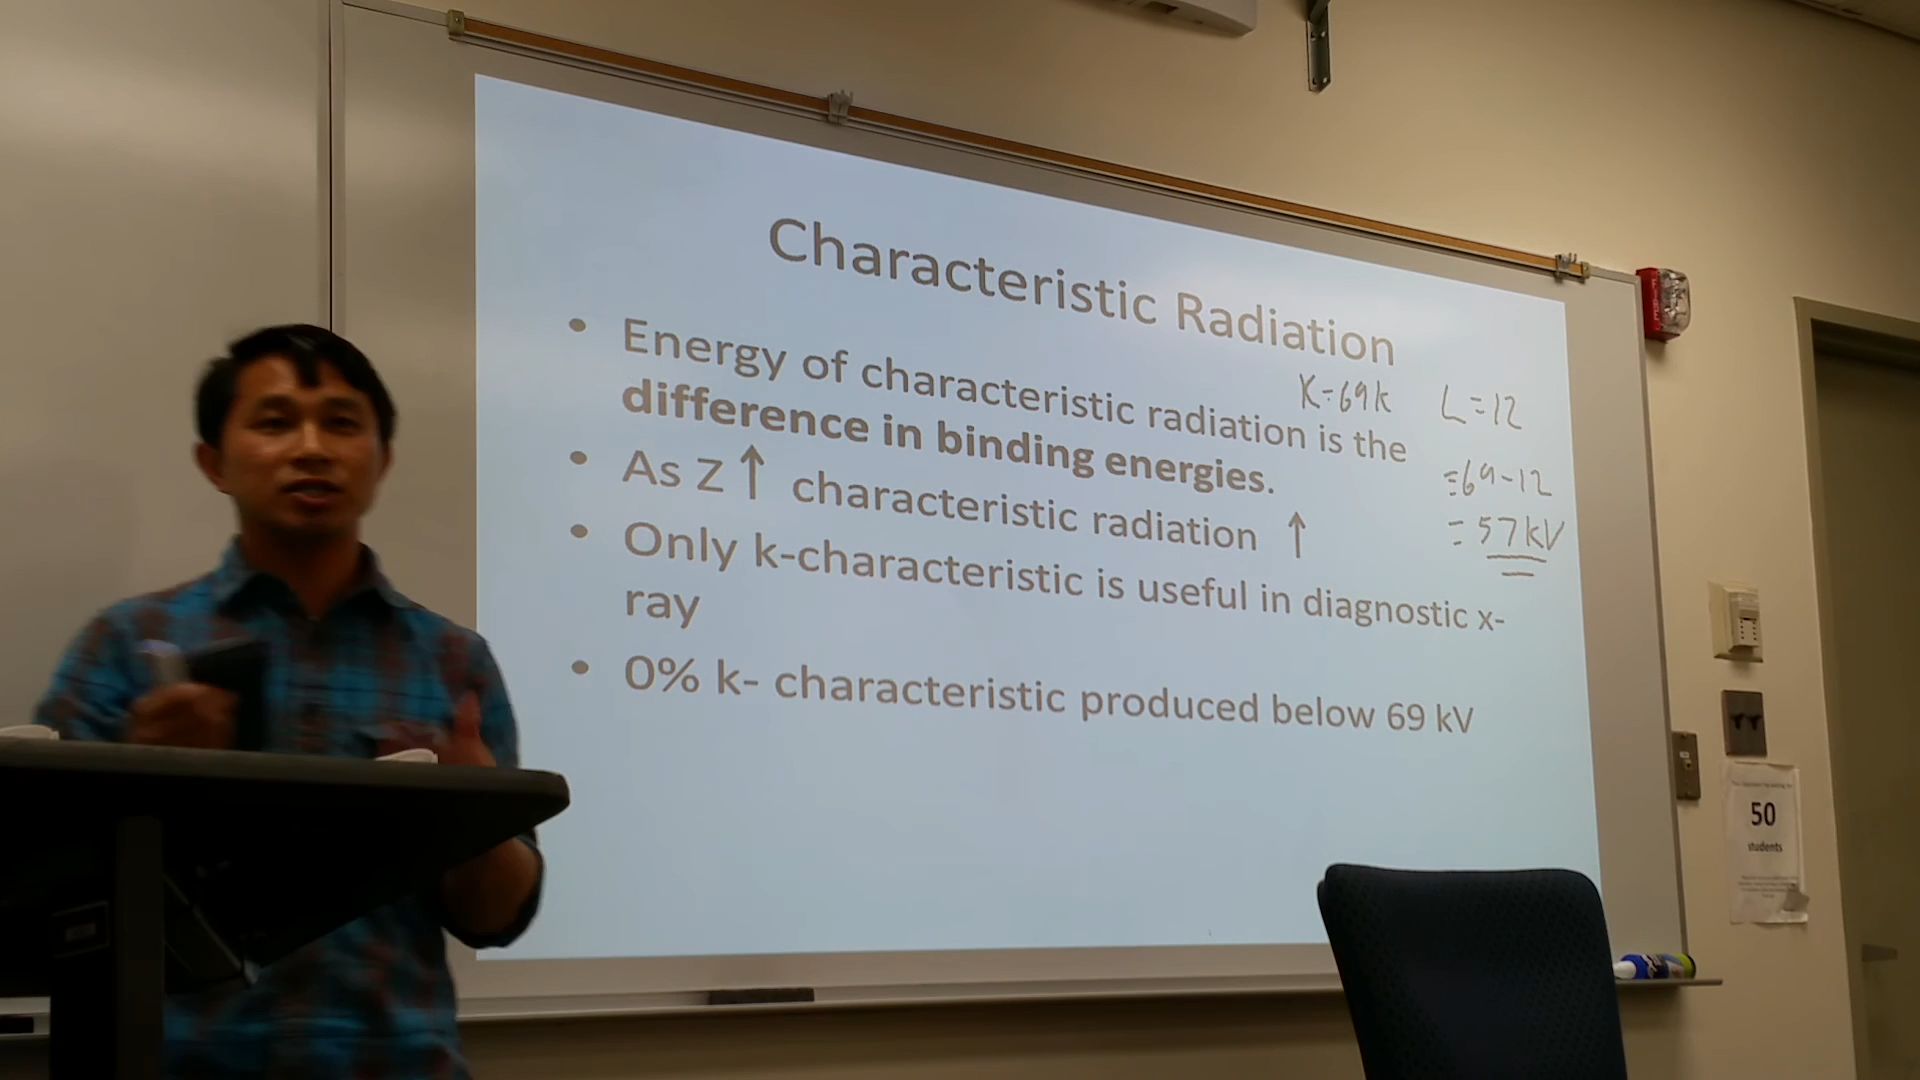 Characteristic Radiation
• Energy of characteristic radiation is the
difference in binding energies.
• As Z ↑ characteristic radiation ↑
• Only k-characteristic is useful in diagnostic x-
ray
• 0% k- characteristic produced below 69 kV
K=69k L=12
=69-12
=57kV
50
students